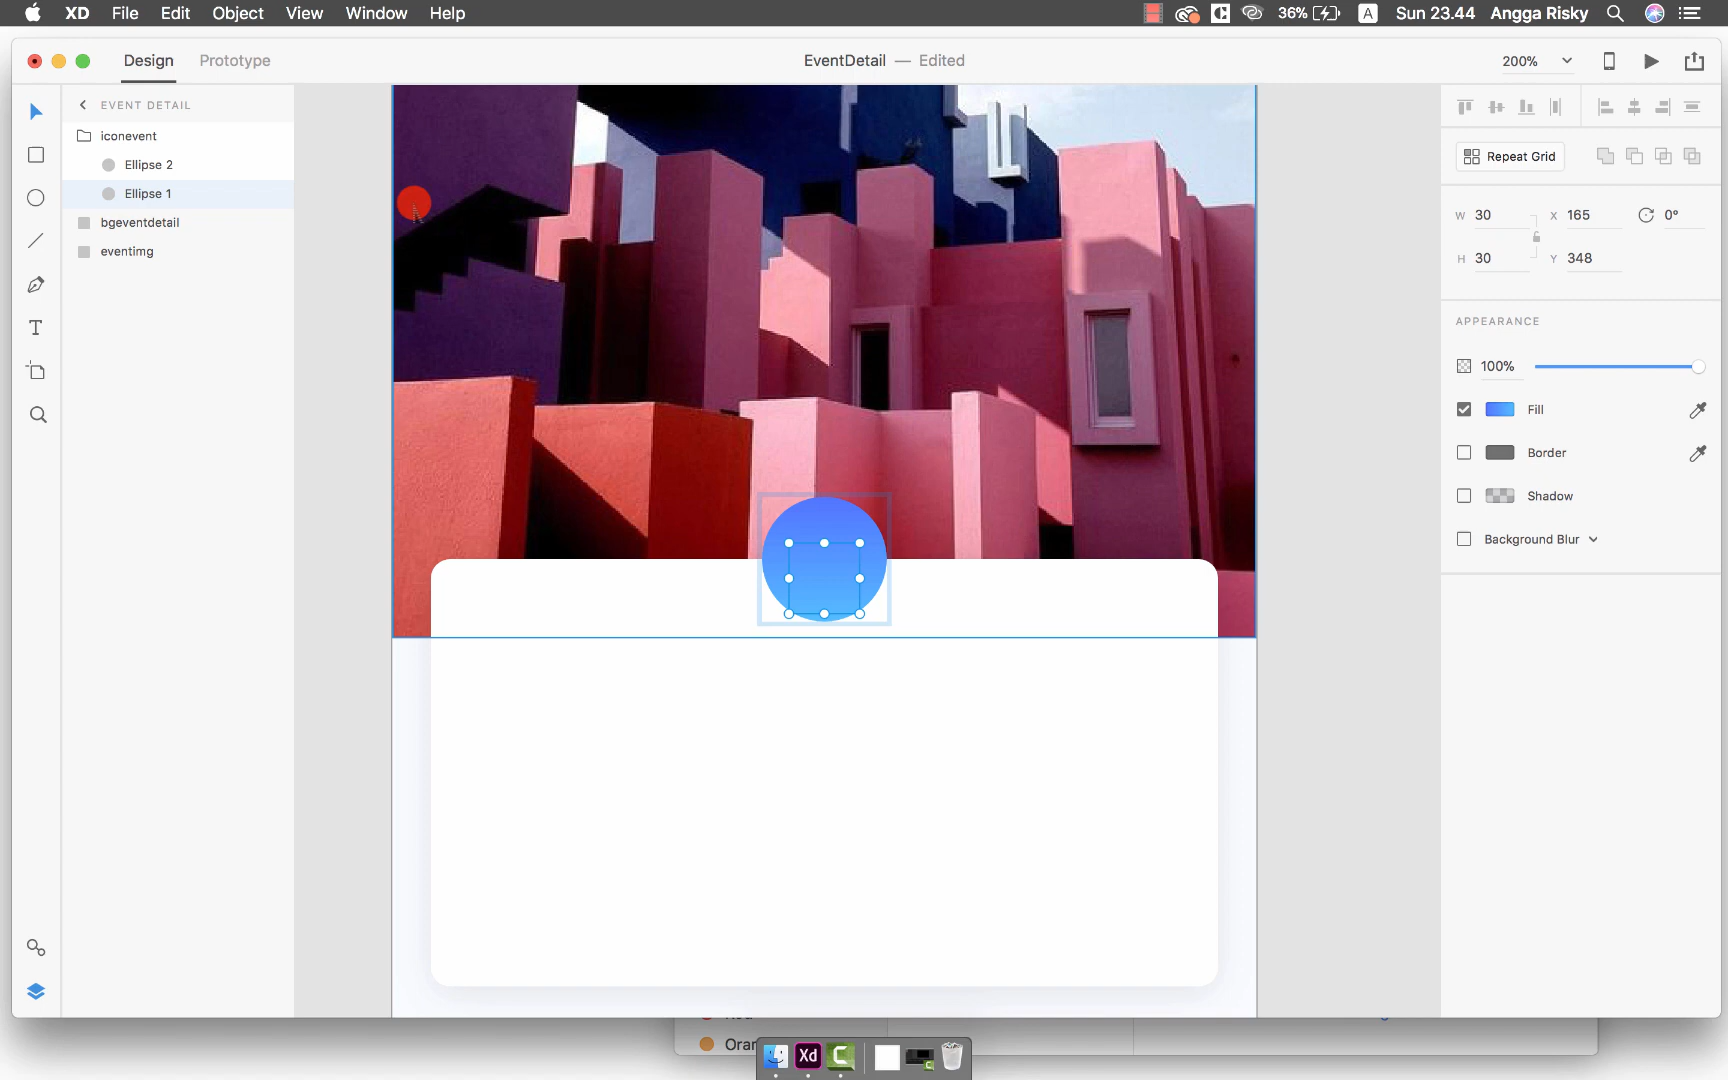 XD File Edit Object View Window Help 36% A Sun 23.44 Angga Risky
Design Prototype EventDetail — Edited 200%
EVENT DETAIL
iconevent
Ellipse 2
Ellipse 1
bgeventdetail
eventimg
Repeat Grid
W 30 X 165 0°
H 30 Y 348
APPEARANCE
100%
Fill
Border
Shadow
Background Blur
T
Xd